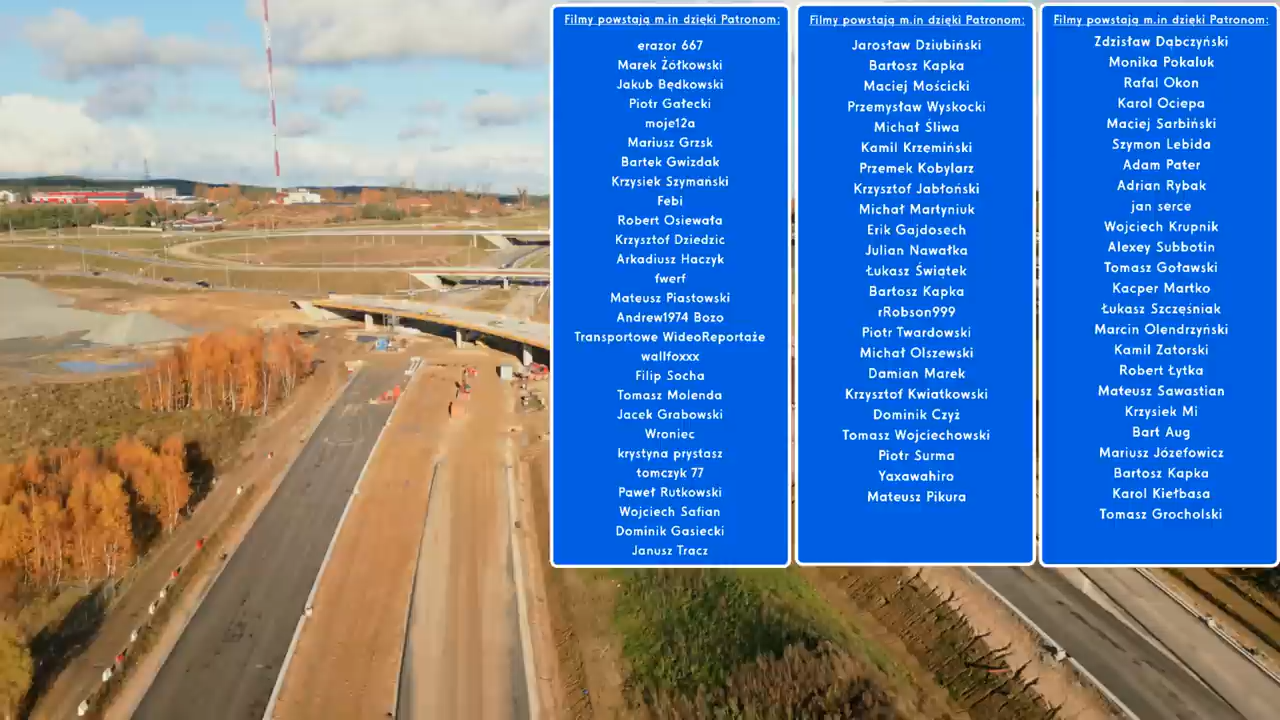 Filmy powstają m.in dzięki Patronom:
erazor 667
Marek Żółkowski
Jakub Będkowski
Piotr Gałecki
moje12a
Mariusz Grzsk
Bartek Gwizdak
Krzysiek Szymański
Febi
Robert Osiewała
Krzysztof Dziedzic
Arkadiusz Haczyk
fwerf
Mateusz Piastowski
Andrew1974 Bozo
Transportowe WideoReportaże
wallfoxxx
Filip Socha
Tomasz Molenda
Jacek Grabowski
Wroniec
krystyna prystasz
tomczyk 77
Paweł Rutkowski
Wojciech Safian
Dominik Gasiecki
Janusz Tracz
Filmy powstają m.in dzięki Patronom:
Jarosław Dziubiński
Bartosz Kapka
Maciej Mościcki
Przemysław Wyskocki
Michał Śliwa
Kamil Krzemiński
Przemek Kobylarz
Krzysztof Jabłoński
Michał Martyniuk
Erik Gajdosech
Julian Nawałka
Łukasz Świątek
Bartosz Kapka
rRobson999
Piotr Twardowski
Michał Olszewski
Damian Marek
Krzysztof Kwiatkowski
Dominik Czyż
Tomasz Wojciechowski
Piotr Surma
Yaxawahiro
Mateusz Pikura
Filmy powstają m.in dzięki Patronom:
Zdzisław Dąbczyński
Monika Pokaluk
Rafal Okon
Karol Ociepa
Maciej Sarbiński
Szymon Lebida
Adam Pater
Adrian Rybak
jan serce
Wojciech Krupnik
Alexey Subbotin
Tomasz Goławski
Kacper Martko
Łukasz Szczęśniak
Marcin Olendrzyński
Kamil Zatorski
Robert Łytka
Mateusz Sawastian
Krzysiek Mi
Bart Aug
Mariusz Józefowicz
Bartosz Kapka
Karol Kiełbasa
Tomasz Grocholski